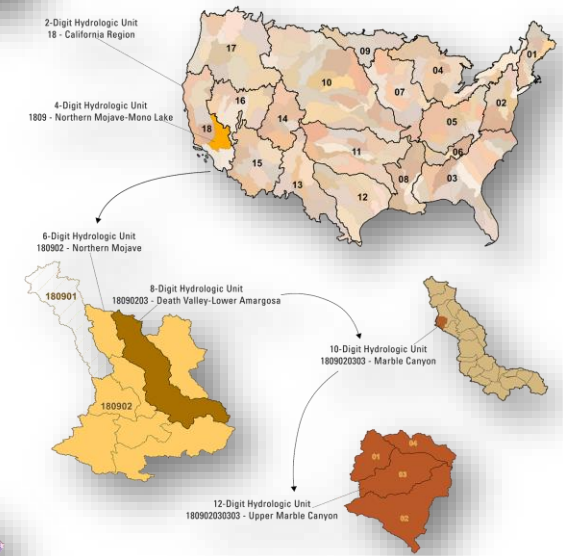 2-Digit Hydrologic Unit
18 - California Region
4-Digit Hydrologic Unit
1809 - Northern Mojave-Mono Lake
17
09
01
04
16
10
07
02
18
14
05
11
06
15
03
08
12
13
6-Digit Hydrologic Unit
180902 - Northern Mojave
8-Digit Hydrologic Unit
18090203 - Death Valley-Lower Amargosa
180901
180902
10-Digit Hydrologic Unit
1809020303 - Marble Canyon
04
01
03
02
12-Digit Hydrologic Unit
180902030303 - Upper Marble Canyon